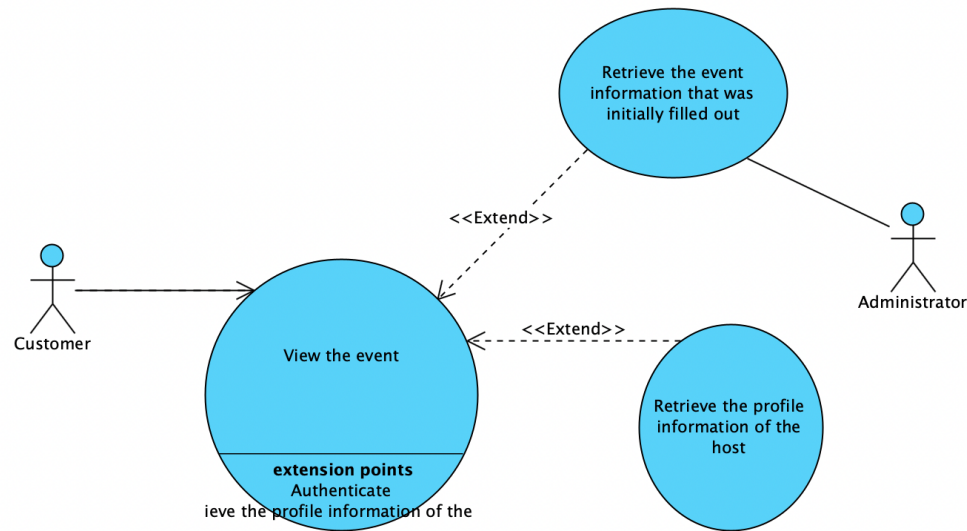 Retrieve the event
information that was
initially filled out
<<Extend>>
Administrator
Customer
<<Extend>>
View the event
Retrieve the profile
information of the
host
extension points
Authenticate
ieve the profile information of the